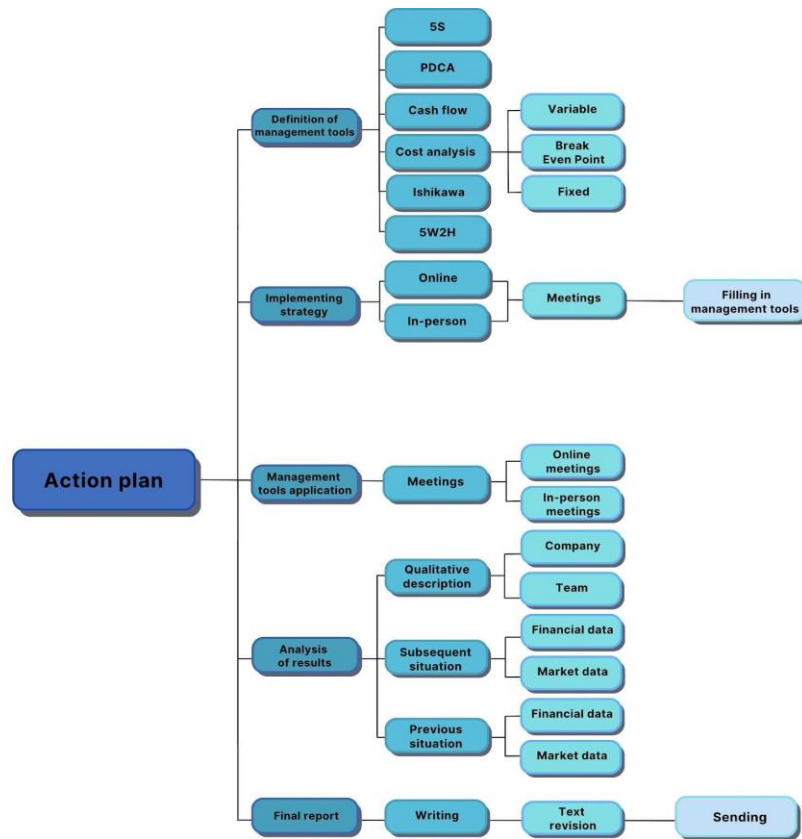 5S
PDCA
Definition of
management tools
Cash flow
Variable
Cost analysis
Break
Even Point
Ishikawa
Fixed
5W2H
Implementing
strategy
Online
In-person
Meetings
Filling in
management tools
Action plan
Management
tools application
Meetings
Online
meetings
In-person
meetings
Analysis
of results
Qualitative
description
Company
Team
Subsequent
situation
Financial data
Market data
Previous
situation
Financial data
Market data
Final report
Writing
Text
revision
Sending